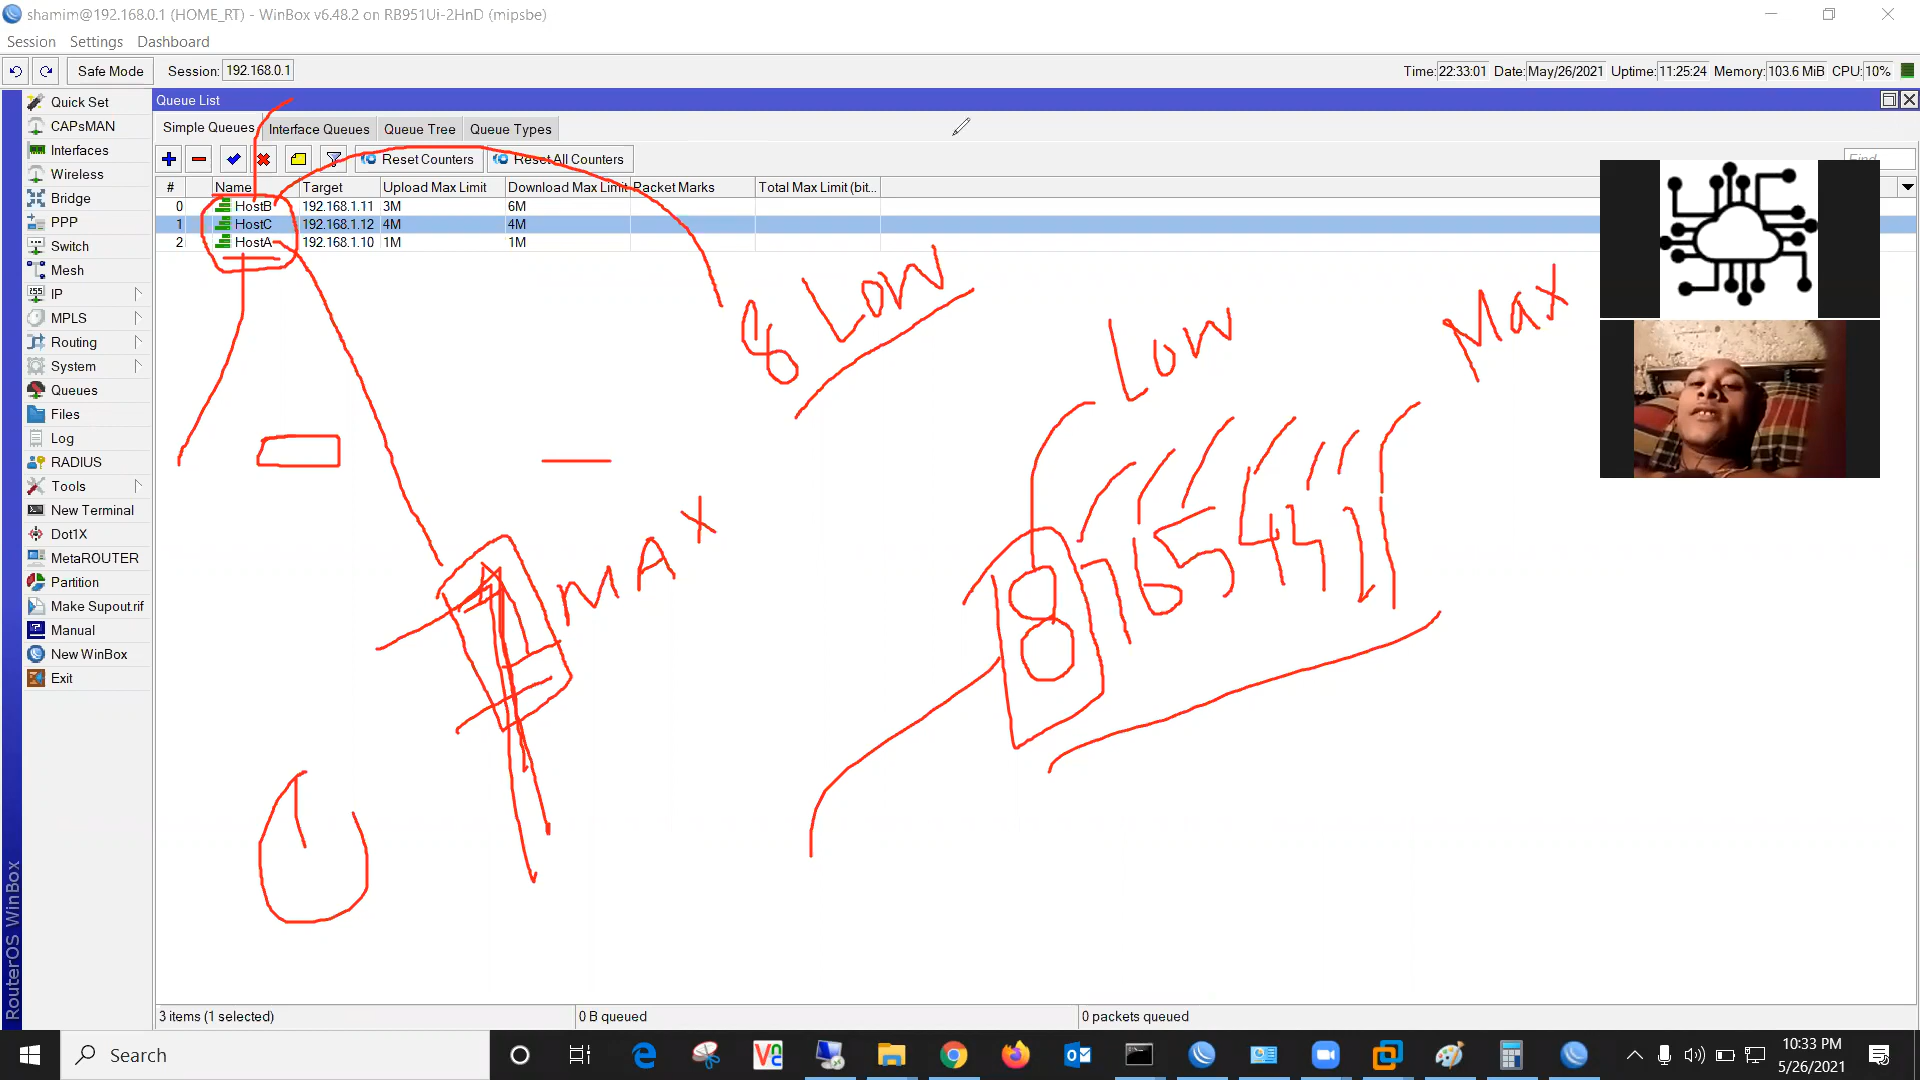 shamim@192.168.0.1 (HOME_RT) - WinBox v6.48.2 on RB951Ui-2HnD (mipsbe)
Session Settings Dashboard
Safe Mode Session: 192.168.0.1 Time: 22:33:01 Date: May/26/2021 Uptime: 11:25:24 Memory: 103.6 MiB CPU: 10%
Quick Set
CAPsMAN
Interfaces
Wireless
Bridge
PPP
Switch
Mesh
IP
MPLS
Routing
System
Queues
Files
Log
RADIUS
Tools
New Terminal
Dot1X
MetaROUTER
Partition
Make Supout.rif
Manual
New WinBox
Exit
RouterOS WinBox
Queue List
Simple Queues Interface Queues Queue Tree Queue Types
Reset Counters Reset All Counters Find
# Name Target Upload Max Limit Download Max Limit Packet Marks Total Max Limit (bit...
0 HostB 192.168.1.11 3M 6M
1 HostC 192.168.1.12 4M 4M
2 HostA 192.168.1.10 1M 1M
8 Low
Low
Max
MAX
8 7 6 5 4
3 items (1 selected) 0 B queued 0 packets queued
Search
10:33 PM
5/26/2021